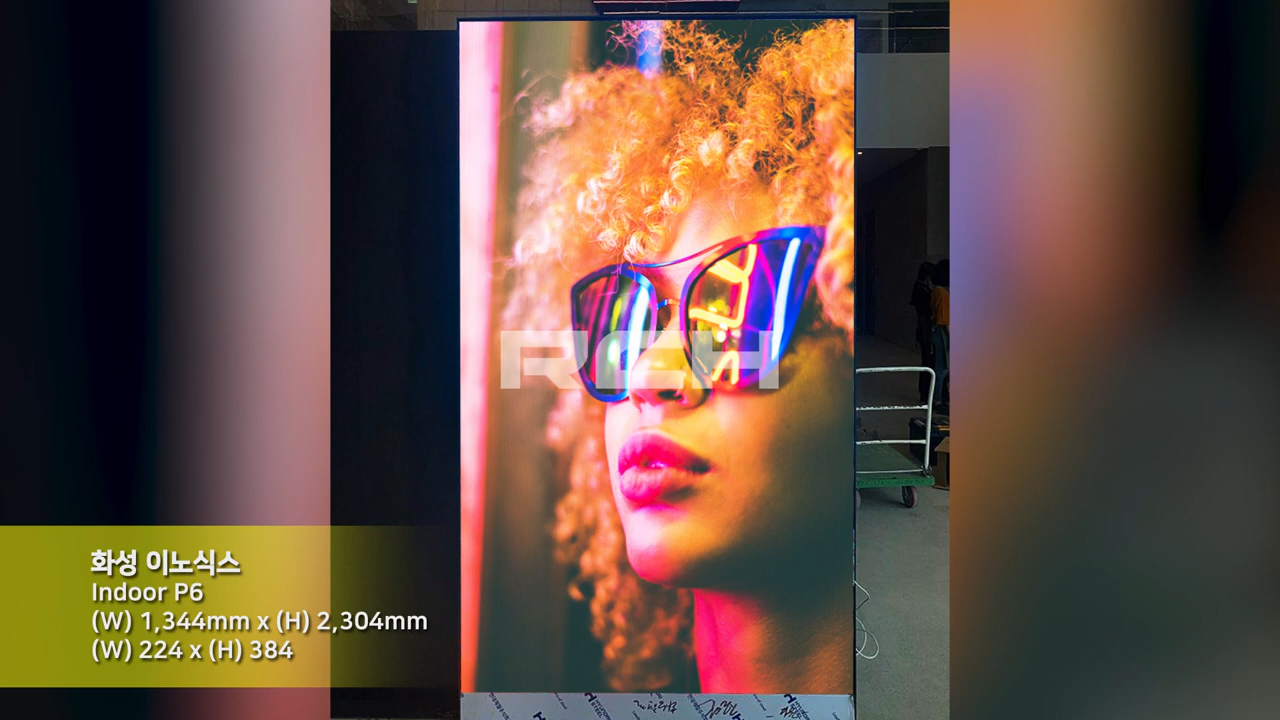 RCH
화성 이노식스
Indoor P6
(W) 1,344mm x (H) 2,304mm
(W) 224 x (H) 384